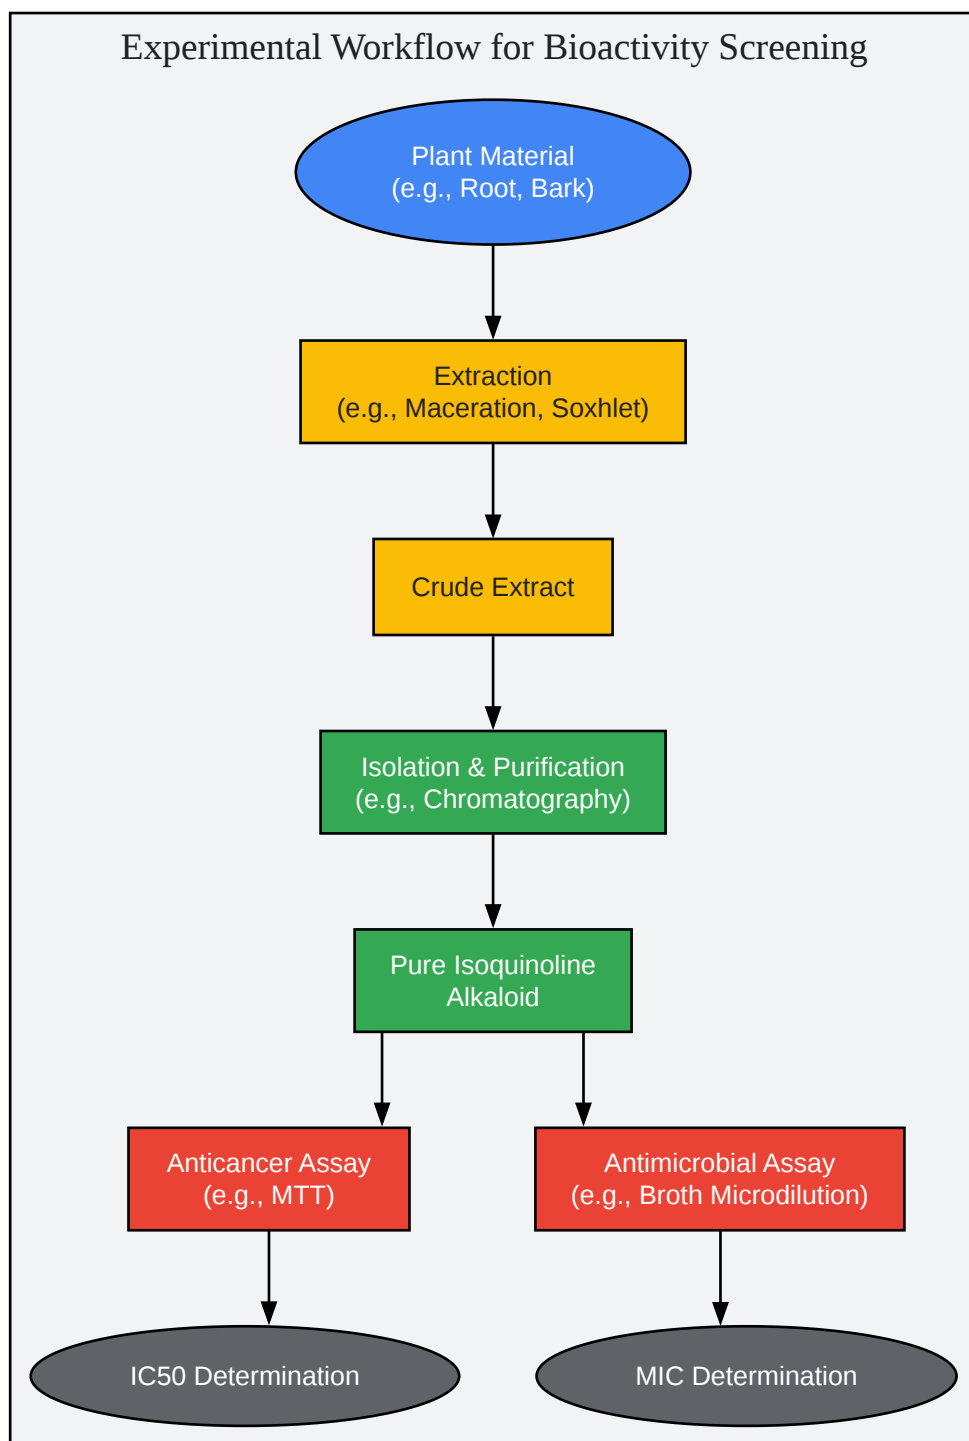 Experimental Workflow for Bioactivity Screening
Plant Material
(e.g., Root, Bark)
Extraction
(e.g., Maceration, Soxhlet)
Crude Extract
Isolation & Purification
(e.g., Chromatography)
Pure Isoquinoline
Alkaloid
Anticancer Assay
(e.g., MTT)
Antimicrobial Assay
(e.g., Broth Microdilution)
IC50 Determination
MIC Determination